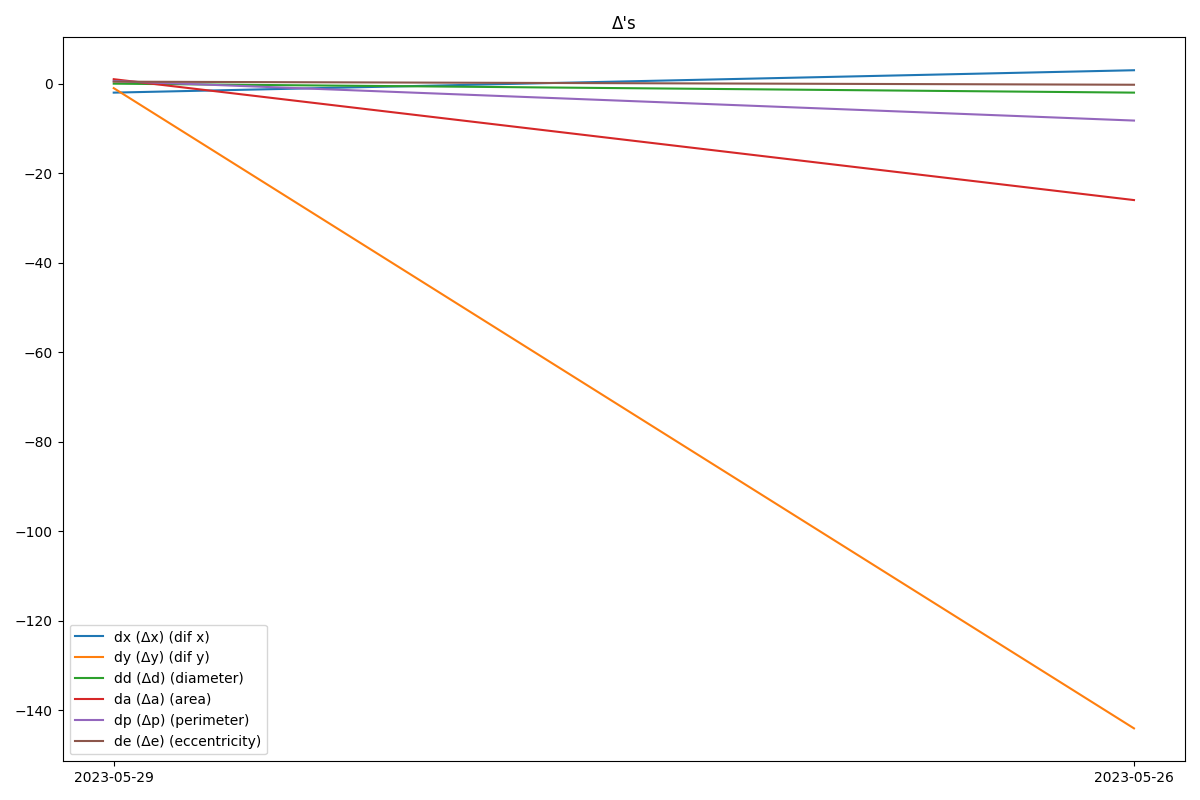 Δ's
0
−20
−40
−60
−80
−100
−120
−140
dx (Δx) (dif x)
dy (Δy) (dif y)
dd (Δd) (diameter)
da (Δa) (area)
dp (Δp) (perimeter)
de (Δe) (eccentricity)
2023-05-29 2023-05-26